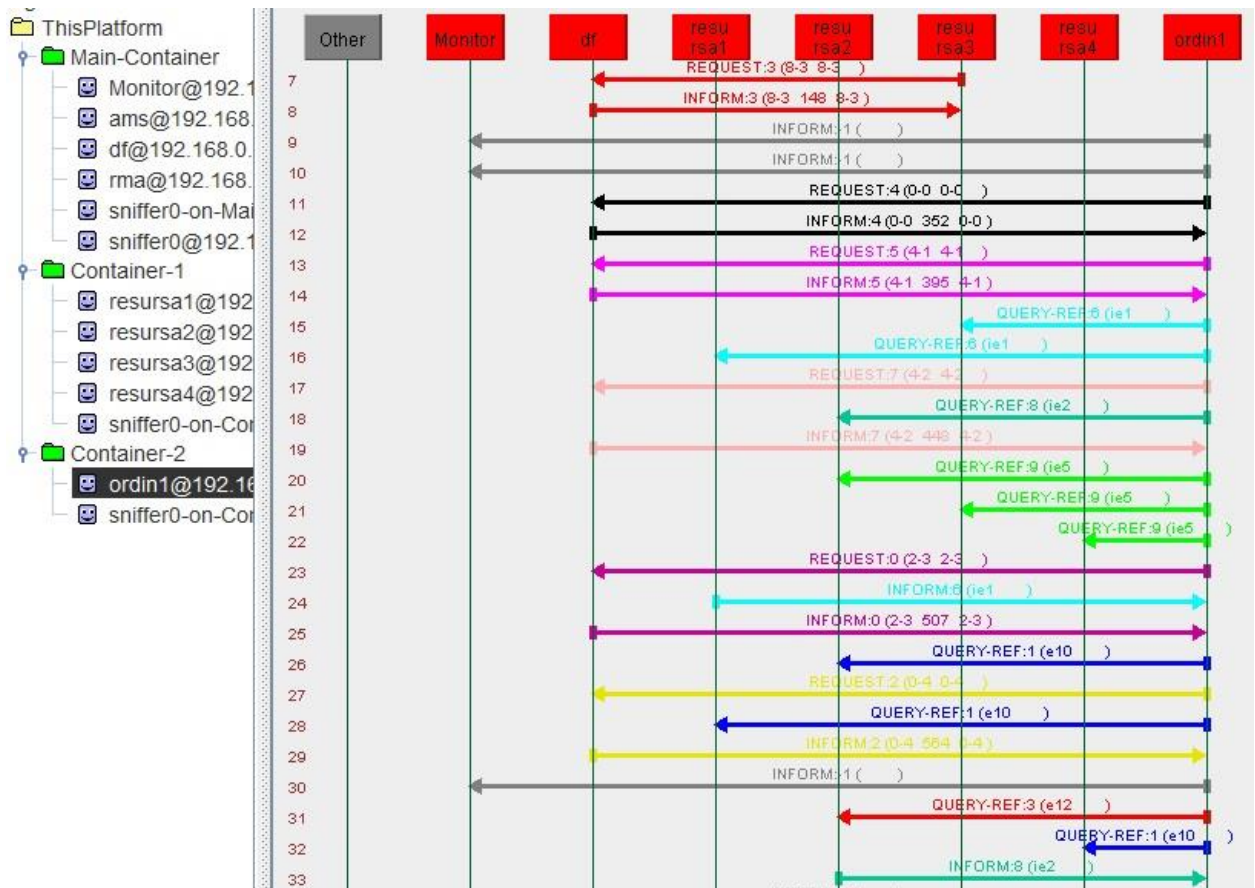 ThisPlatform
Main-Container
Monitor@192.1
ams@192.168.
df@192.168.0.
rma@192.168.
sniffer0-on-Mai
sniffer0@192.1
Container-1
resursa1@192
resursa2@192
resursa3@192
resursa4@192
sniffer0-on-Cor
Container-2
ordin1@192.16
sniffer0-on-Cor
Other
Monitor
df
resu
rsa1
resu
rsa2
resu
rsa3
resu
rsa4
ordin1
7 REQUEST:3 (8-3 8-3 )
8 INFORM:3 (8-3 148 8-3 )
9 INFORM:-1 ( )
10 INFORM:-1 ( )
11 REQUEST:4 (0-0 0-0 )
12 INFORM:4 (0-0 352 0-0 )
13 REQUEST:5 (4-1 4-1 )
14 INFORM:5 (4-1 395 4-1 )
15 QUERY-REF:6 (ie1 )
16 QUERY-REF:6 (ie1 )
17 REQUEST:7 (4-2 4-2 )
18 QUERY-REF:8 (ie2 )
19 INFORM:7 (4-2 448 4-2 )
20 QUERY-REF:9 (ie5 )
21 QUERY-REF:9 (ie5 )
22 QUERY-REF:9 (ie5 )
23 REQUEST:0 (2-3 2-3 )
24 INFORM:6 (ie1 )
25 INFORM:0 (2-3 507 2-3 )
26 QUERY-REF:1 (e10 )
27 REQUEST:2 (0-4 0-4 )
28 QUERY-REF:1 (e10 )
29 INFORM:2 (0-4 564 0-4 )
30 INFORM:-1 ( )
31 QUERY-REF:3 (e12 )
32 QUERY-REF:1 (e10 )
33 INFORM:8 (ie2 )